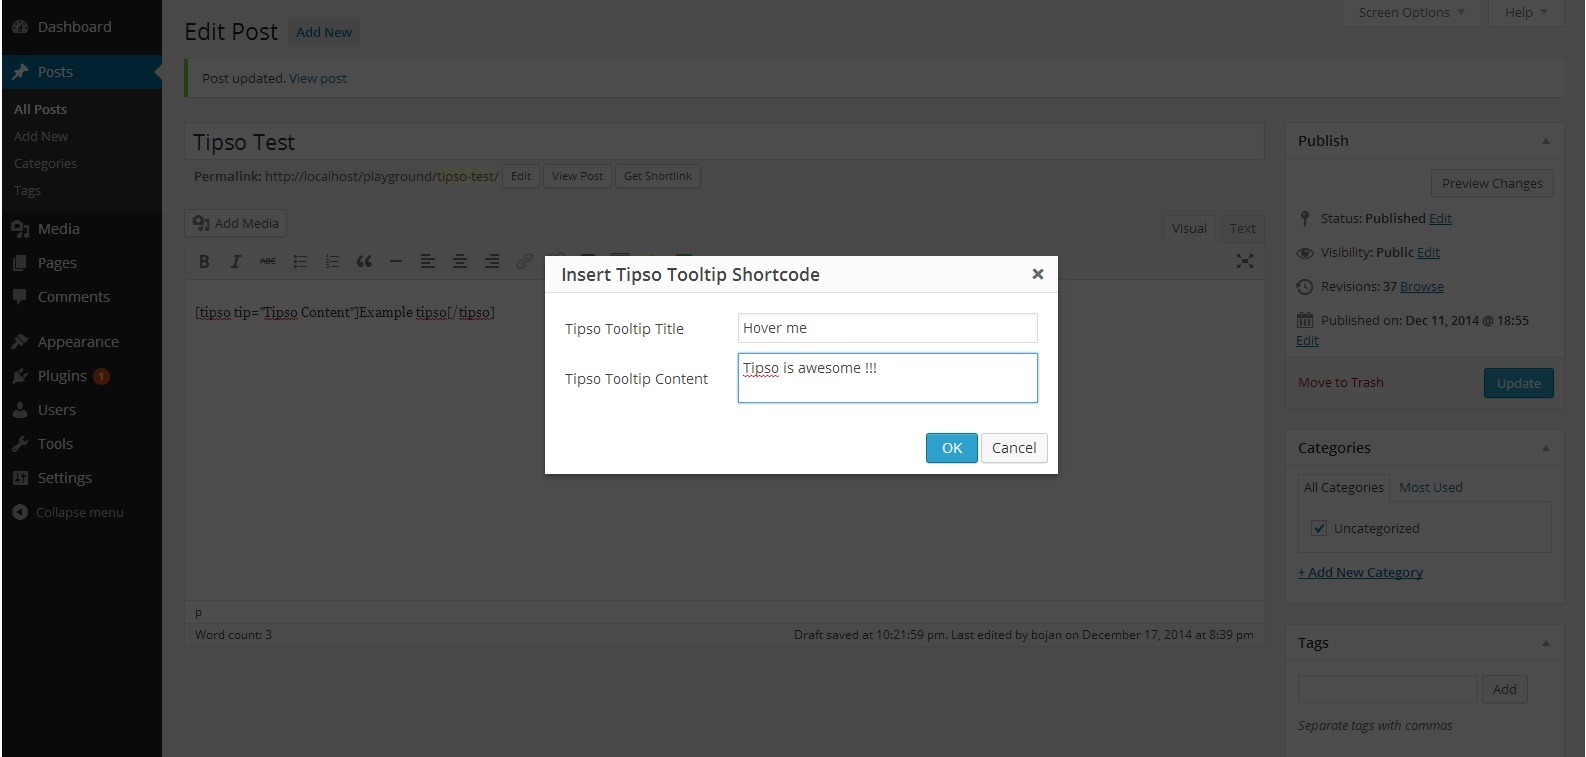 Dashboard
Posts
All Posts
Add New
Categories
Tags
Media
Pages
Comments
Appearance
Plugins 1
Users
Tools
Settings
Collapse menu
Screen Options Help
Edit Post Add New
Post updated. View post
Tipso Test
Permalink: http://localhost/playground/tipso-test/ Edit View Post Get Shortlink
Add Media
Visual Text
B I ABC
[tipso tip="Tipso Content"]Example tipso[/tipso]
Insert Tipso Tooltip Shortcode
Tipso Tooltip Title Hover me
Tipso Tooltip Content Tipso is awesome !!!
OK Cancel
p
Word count: 3 Draft saved at 10:21:59 pm. Last edited by bojan on December 17, 2014 at 8:39 pm
Publish
Preview Changes
Status: Published Edit
Visibility: Public Edit
Revisions: 37 Browse
Published on: Dec 11, 2014 @ 18:55
Edit
Move to Trash Update
Categories
All Categories Most Used
Uncategorized
+ Add New Category
Tags
Add
Separate tags with commas